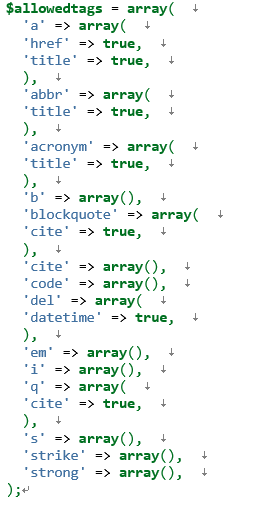 $allowedtags = array( ↓
'a' => array( ↓
'href' => true, ↓
'title' => true, ↓
), ↓
'abbr' => array( ↓
'title' => true, ↓
), ↓
'acronym' => array( ↓
'title' => true, ↓
), ↓
'b' => array(), ↓
'blockquote' => array( ↓
'cite' => true, ↓
), ↓
'cite' => array(), ↓
'code' => array(), ↓
'del' => array( ↓
'datetime' => true, ↓
), ↓
'em' => array(), ↓
'i' => array(), ↓
'q' => array( ↓
'cite' => true, ↓
), ↓
's' => array(), ↓
'strike' => array(), ↓
'strong' => array(), ↓
);↵